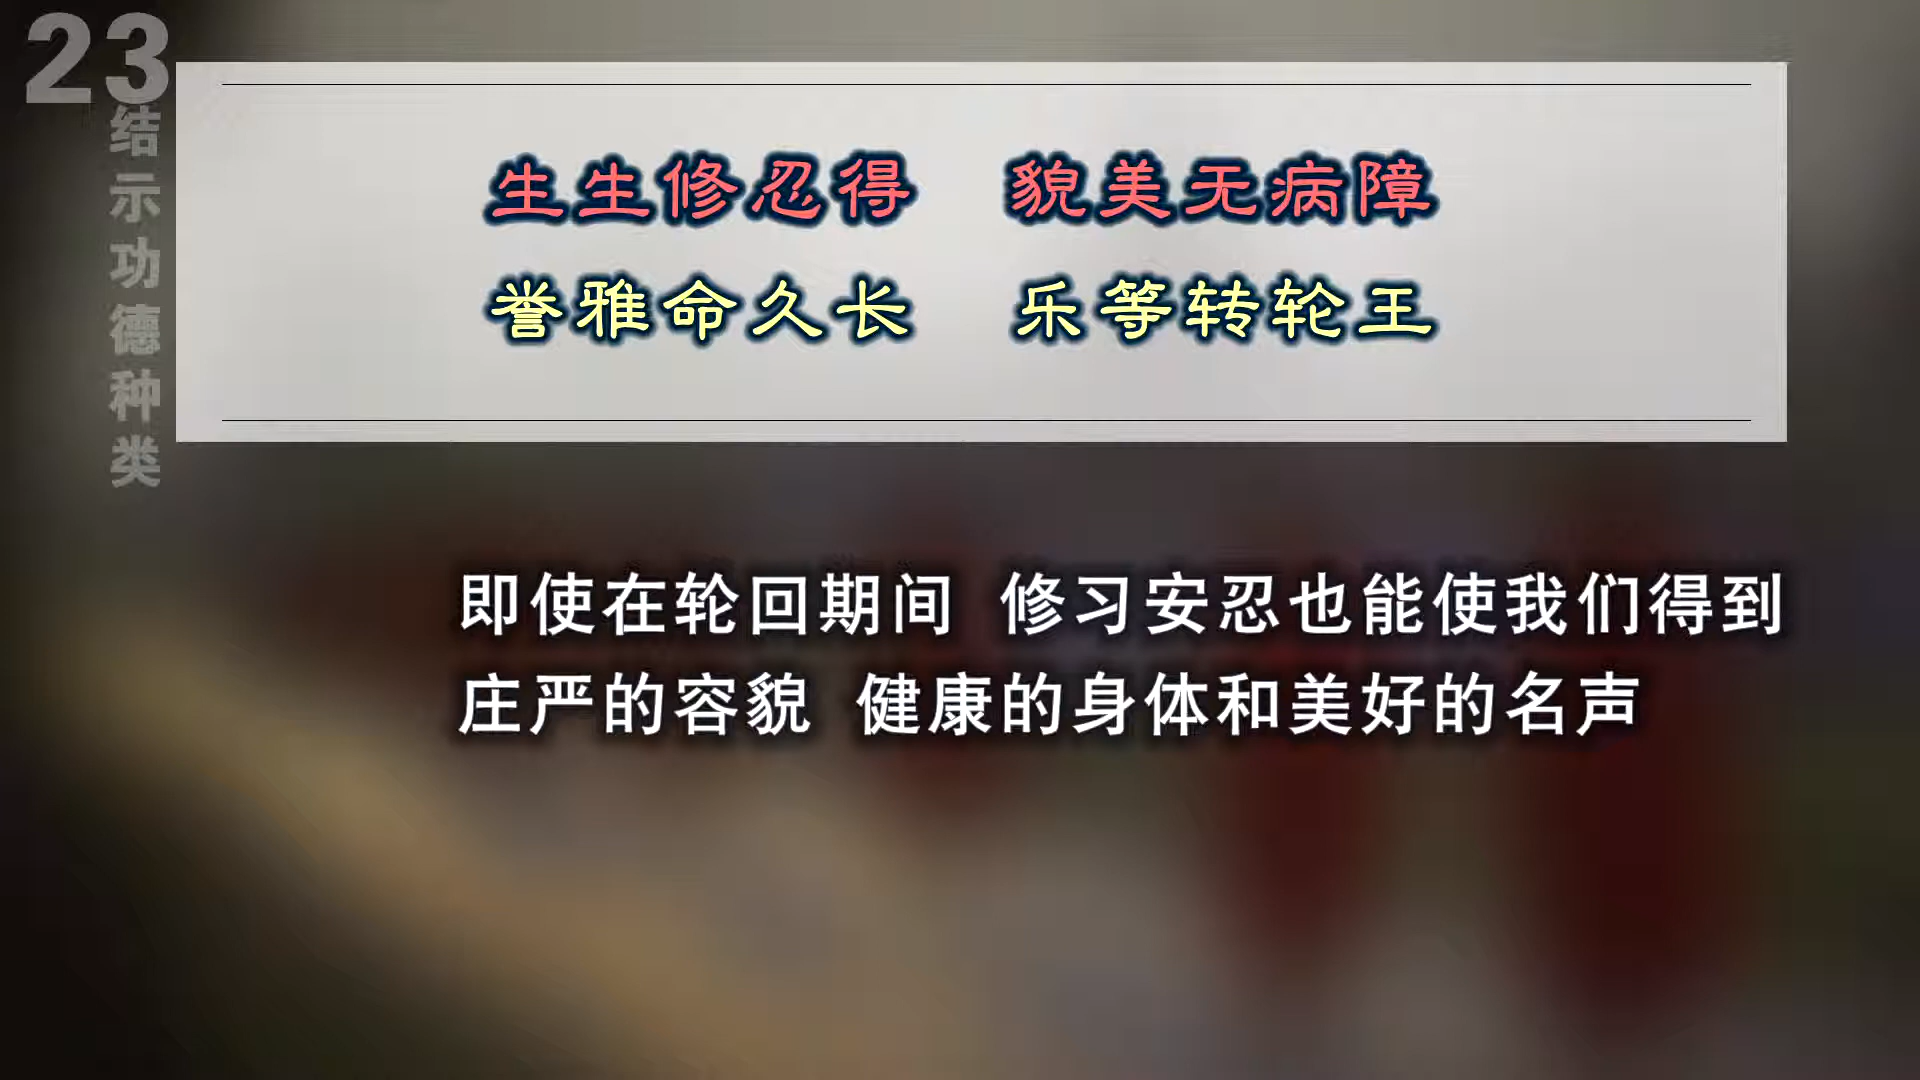 23
结示功德种类
生生修忍得 貌美无病障
誉雅命久长 乐等转轮王
即使在轮回期间 修习安忍也能使我们得到
庄严的容貌 健康的身体和美好的名声